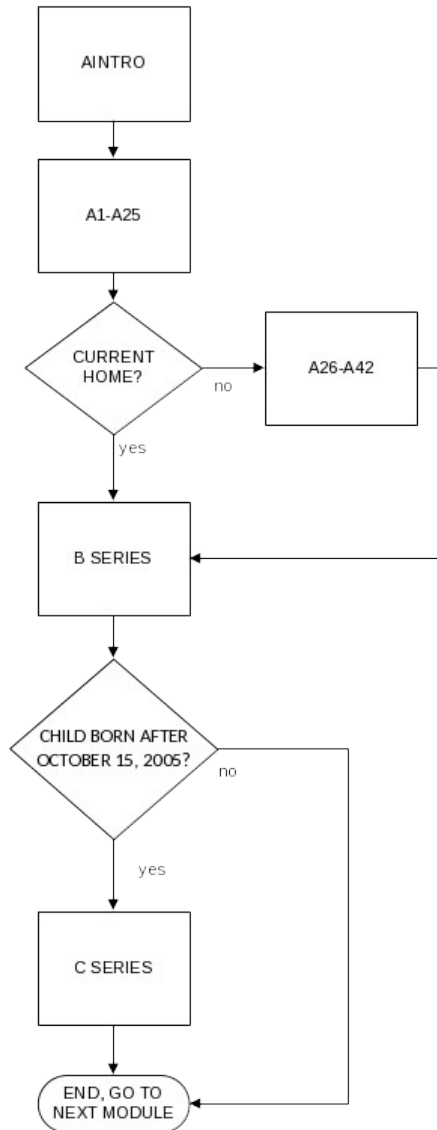 AINTRO
A1-A25
CURRENT
HOME?
no
A26-A42
yes
B SERIES
CHILD BORN AFTER
OCTOBER 15, 2005?
no
yes
C SERIES
END, GO TO
NEXT MODULE